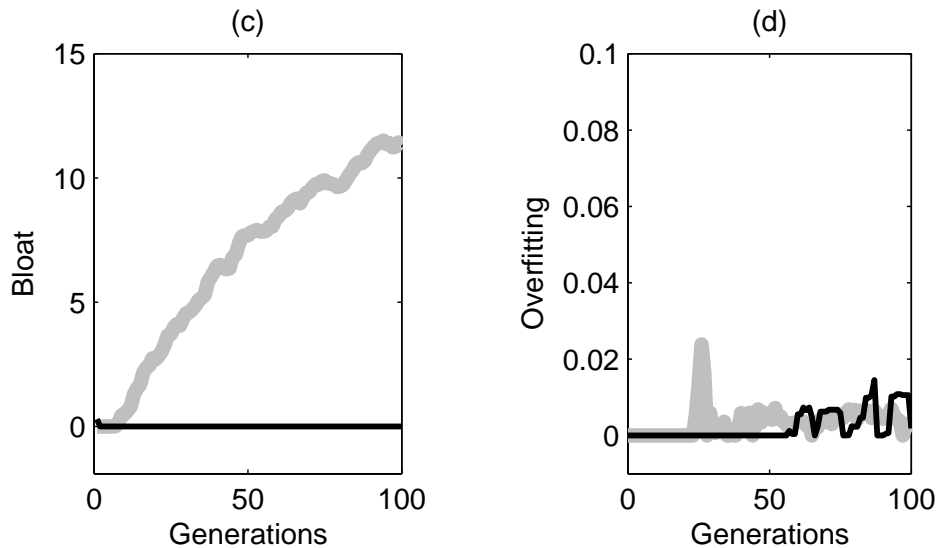 (c)
15
10
5
0
Bloat
0 50 100
Generations
(d)
0.1
0.08
0.06
0.04
0.02
0
Overfitting
0 50 100
Generations